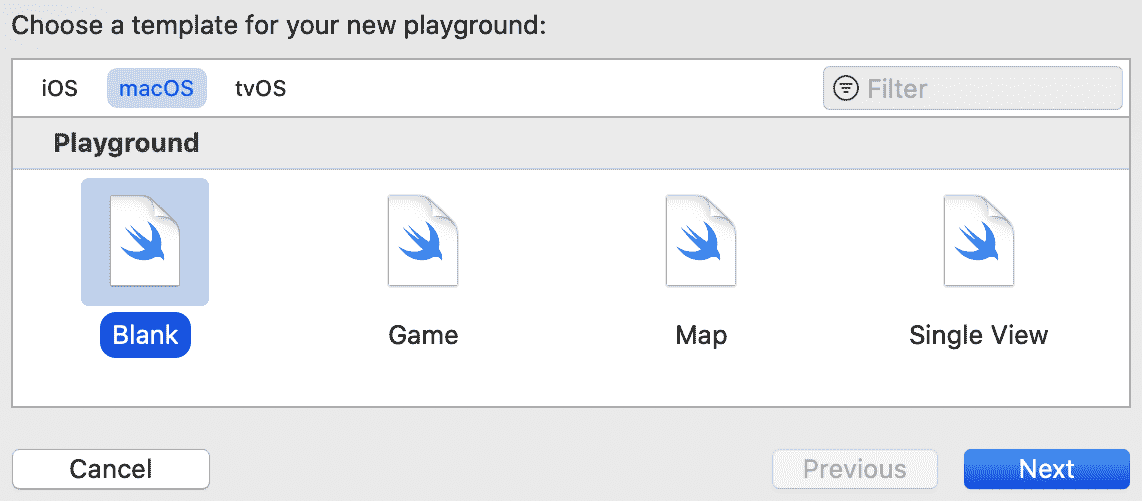 Choose a template for your new playground:
iOS macOS tvOS Filter
Playground
Blank Game Map Single View
Cancel Previous Next